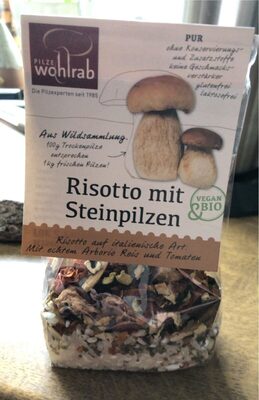 PILZE
wohlrab
Die Pilzexperten seit 1985
PUR
ohne Konservierungs-
und Zusatzstoffe
keine Geschmacks-
verstärker
glutenfrei
laktosefrei
Aus Wildsammlung.
100g Trockenpilze
entsprechen
1kg frischen Pilzen!
Risotto mit
Steinpilzen
VEGAN
& BIO
Risotto auf italienische Art.
Mit echtem Arborio Reis und Tomaten